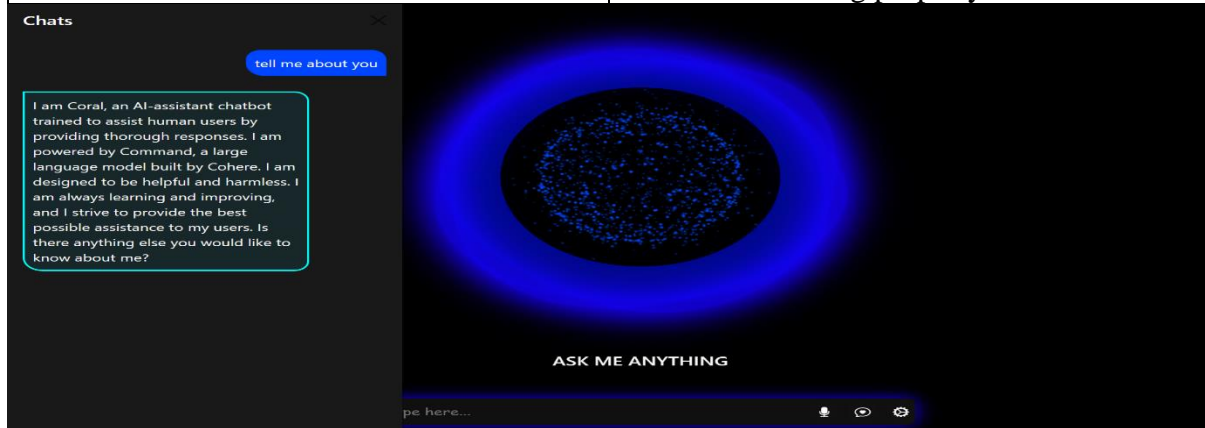 Chats
tell me about you
I am Coral, an AI-assistant chatbot
trained to assist human users by
providing thorough responses. I am
powered by Command, a large
language model built by Cohere. I am
designed to be helpful and harmless. I
am always learning and improving,
and I strive to provide the best
possible assistance to my users. Is
there anything else you would like to
know about me?
ASK ME ANYTHING
pe here...